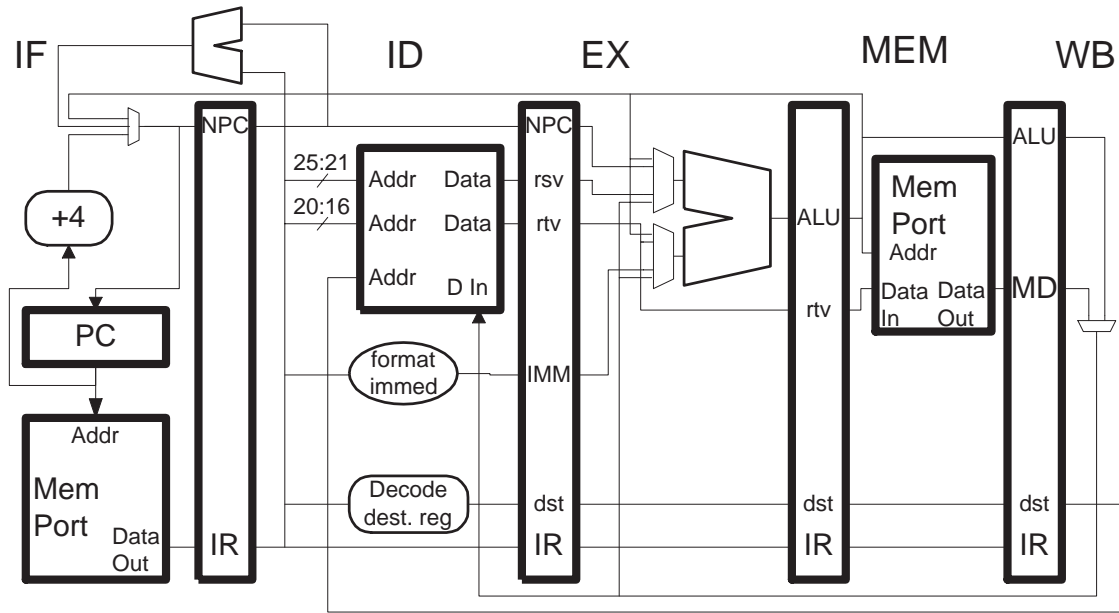 IF
ID
EX
MEM
WB
NPC
NPC
ALU
25:21
Addr
Data
rsv
Mem
Port
+4
20:16
Addr
Data
rtv
ALU
Addr
Addr
D In
Data
In
Data
Out
MD
rtv
PC
format
immed
IMM
Addr
Mem
Port
Data
Out
Decode
dest. reg
dst
dst
dst
IR
IR
IR
IR